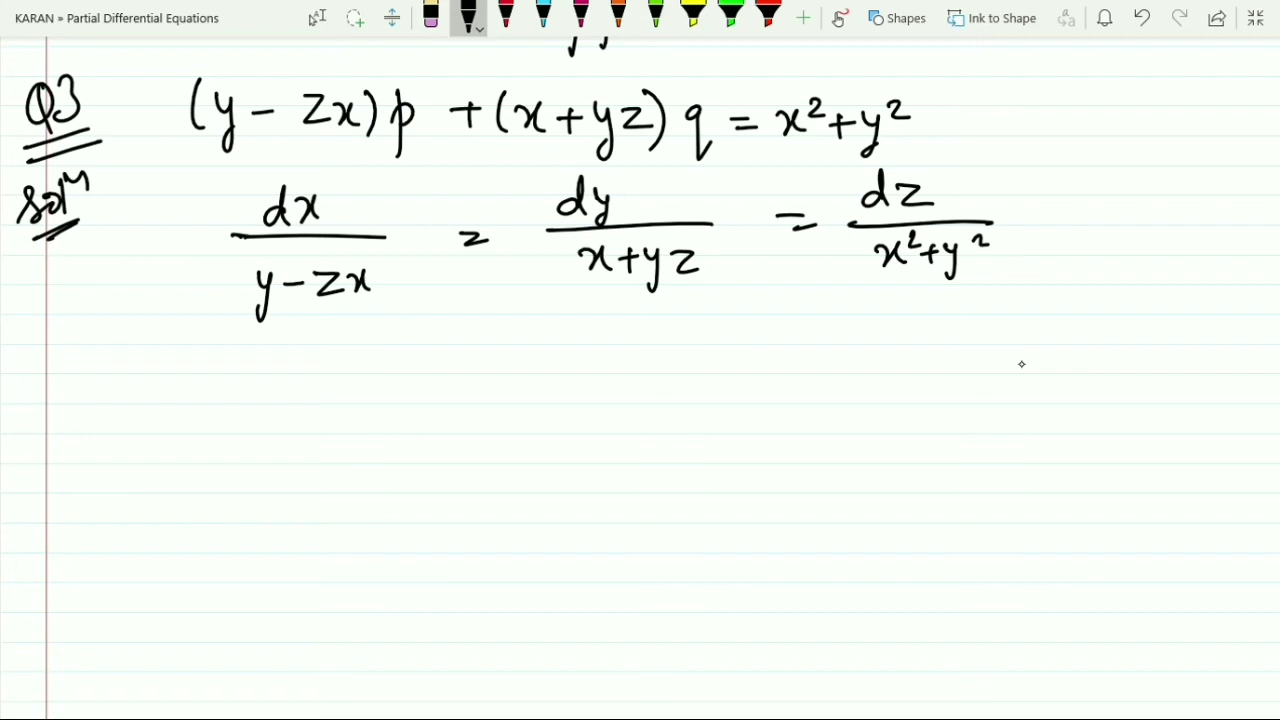 KARAN » Partial Differential Equations Shapes Ink to Shape
Q3 (y - zx)p + (x+yz) q = x²+y²
Solⁿ dx/(y-zx) = dy/(x+yz) = dz/(x²+y²)